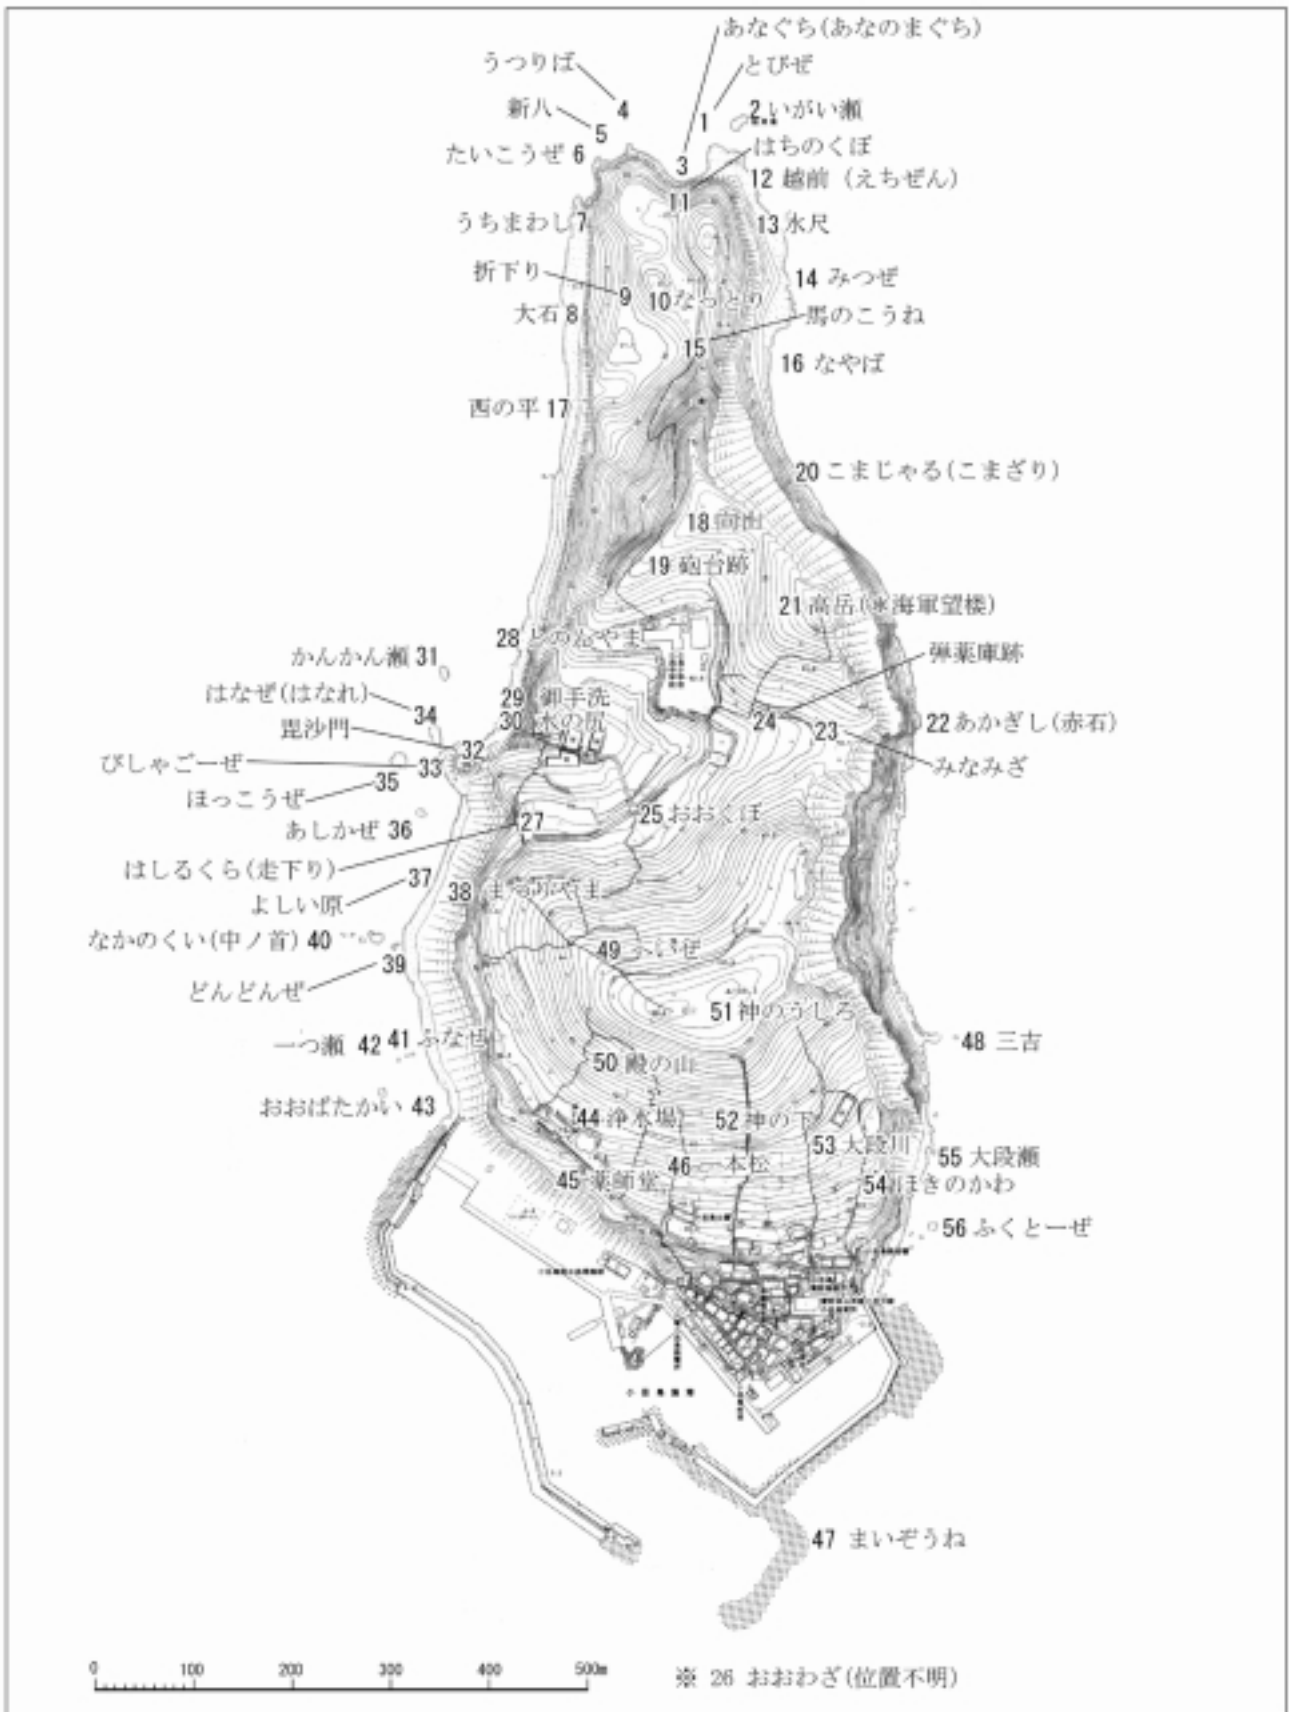 あなぐち(あなのまぐち)
うつりば
とびぜ
新八
4
1
2 いがい瀬
5
はちのくぼ
たいこうぜ 6
3
12 越前 (えちぜん)
11
うちまわし 7
13 水尺
折下り
14 みつぜ
9
10 なっとり
大石 8
馬のこうね
15
16 なやば
西の平 17
20 こまじゃる(こまざり)
18 向山
19 砲台跡
21 高岳(※海軍望楼)
28 どのんやま
弾薬庫跡
かんかん瀬 31
はなぜ(はなれ)
29 御手洗
34
30 水の尻
24
23
22 あかぎし(赤石)
毘沙門
32
びしゃごーぜ
33
みなみざ
35
ほっこうぜ
25 おおくぼ
あしかぜ 36
27
はしるくら(走下り)
37
38 まつりやま
よしい原
なかのくい(中ノ首) 40
49 へいぜ
39
どんどんぜ
51 神のうしろ
一つ瀬 42
41 ふなぜ
48 三吉
50 殿の山
おおばたかい 43
44 浄水場
52 神の下
53 大段川
46 一本松
55 大段瀬
45 薬師堂
54 ほきのかわ
56 ふくとーぜ
47 まいぞうね
0 100 200 300 400 500m
※ 26 おおわざ(位置不明)